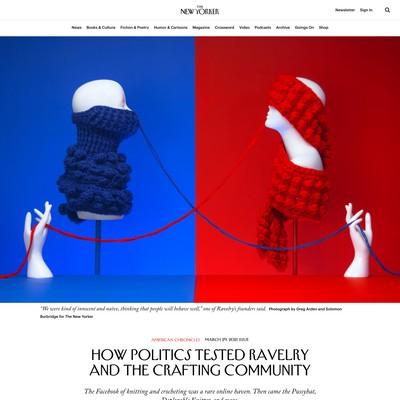 THE
NEW YORKER
Newsletter Sign In
News Books & Culture Fiction & Poetry Humor & Cartoons Magazine Crossword Video Podcasts Archive Goings On Shop
"We were kind of innocent and naïve, thinking that people will behave well," one of Ravelry's founders said. Photograph by Greg Arden and Solomon
Burbridge for The New Yorker
AMERICAN CHRONICLES MARCH 29, 2021 ISSUE
HOW POLITICS TESTED RAVELRY
AND THE CRAFTING COMMUNITY
The Facebook of knitting and crocheting was a rare online haven. Then came the Pussyhat,